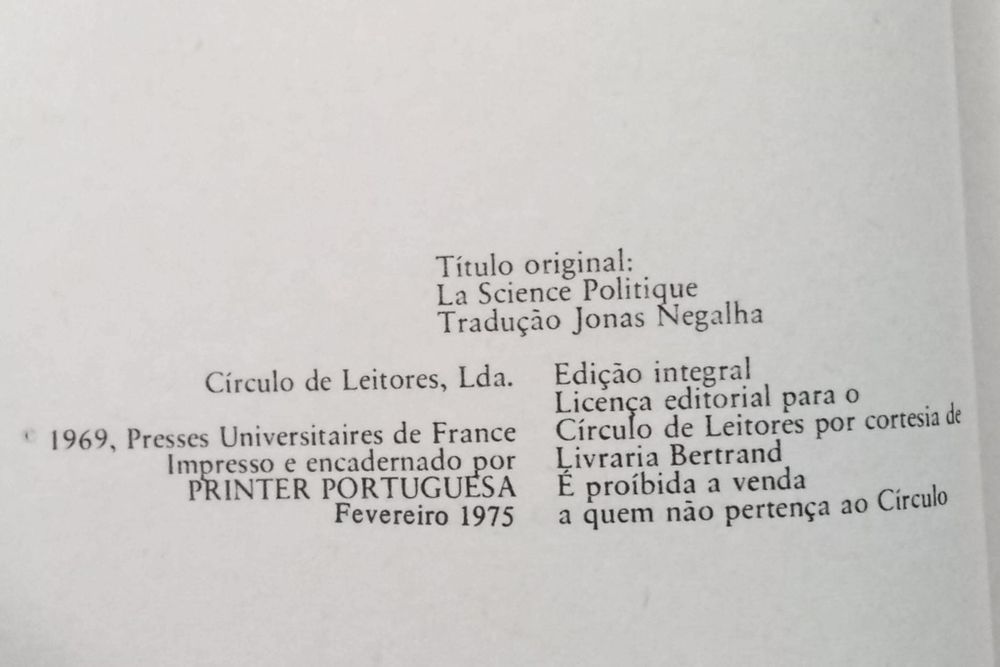 Título original:
La Science Politique
Tradução Jonas Negalha
Círculo de Leitores, Lda.
© 1969, Presses Universitaires de France
Impresso e encadernado por
PRINTER PORTUGUESA
Fevereiro 1975
Edição integral
Licença editorial para o
Círculo de Leitores por cortesia de
Livraria Bertrand
É proíbida a venda
a quem não pertença ao Círculo